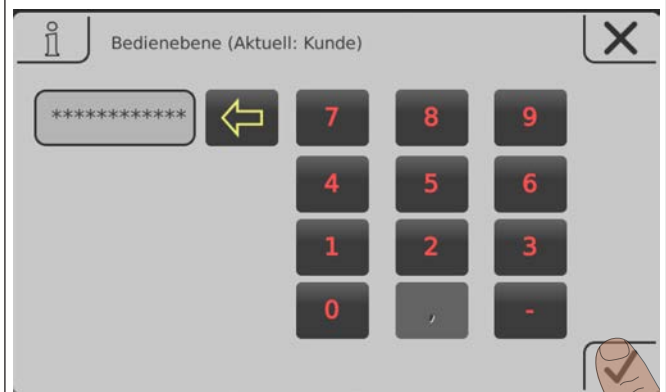 Bedienebene (Aktuell: Kunde)
************
7 8 9
4 5 6
1 2 3
0 , -